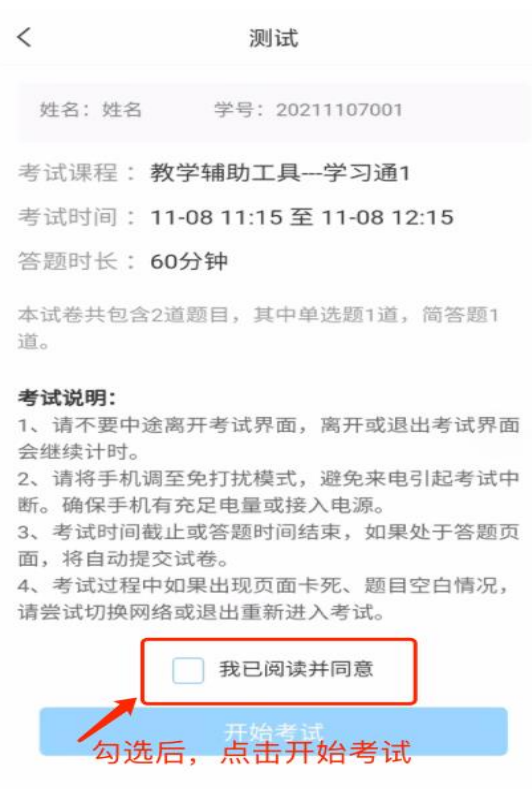 测试
姓名：姓名 学号：20211107001
考试课程：教学辅助工具---学习通1
考试时间：11-08 11:15 至 11-08 12:15
答题时长：60分钟
本试卷共包含2道题目，其中单选题1道，简答题1
道。
考试说明：
1、请不要中途离开考试界面，离开或退出考试界面
会继续计时。
2、请将手机调至免打扰模式，避免来电引起考试中
断。确保手机有充足电量或接入电源。
3、考试时间截止或答题时间结束，如果处于答题页
面，将自动提交试卷。
4、考试过程中如果出现页面卡死、题目空白情况，
请尝试切换网络或退出重新进入考试。
我已阅读并同意
开始考试
勾选后，点击开始考试